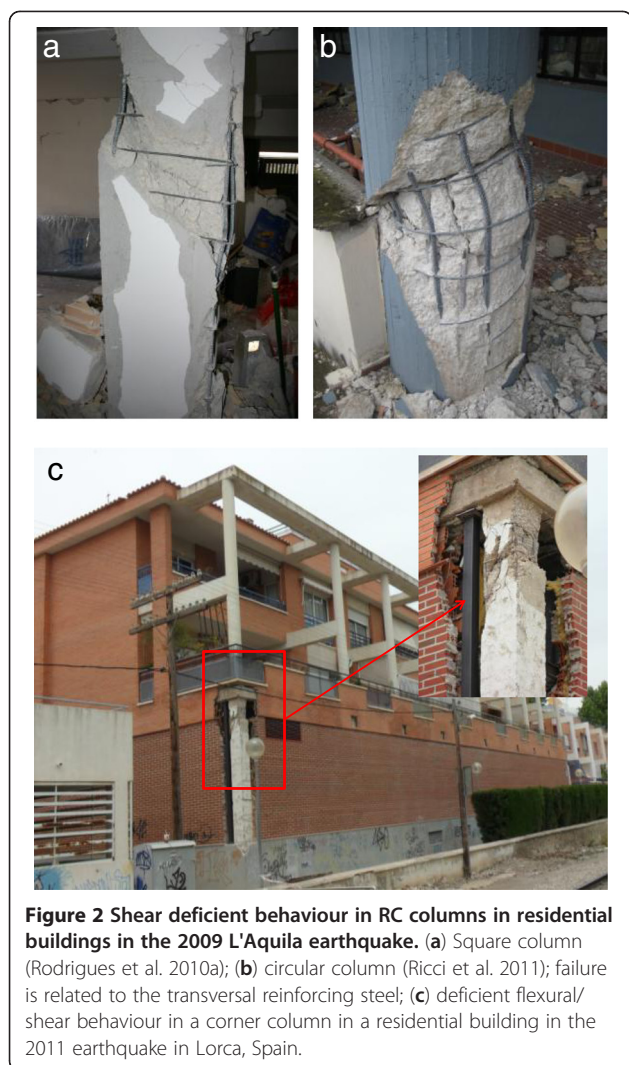 a
b
c
Figure 2 Shear deficient behaviour in RC columns in residential
buildings in the 2009 L'Aquila earthquake. (a) Square column
(Rodrigues et al. 2010a); (b) circular column (Ricci et al. 2011); failure
is related to the transversal reinforcing steel; (c) deficient flexural/
shear behaviour in a corner column in a residential building in the
2011 earthquake in Lorca, Spain.